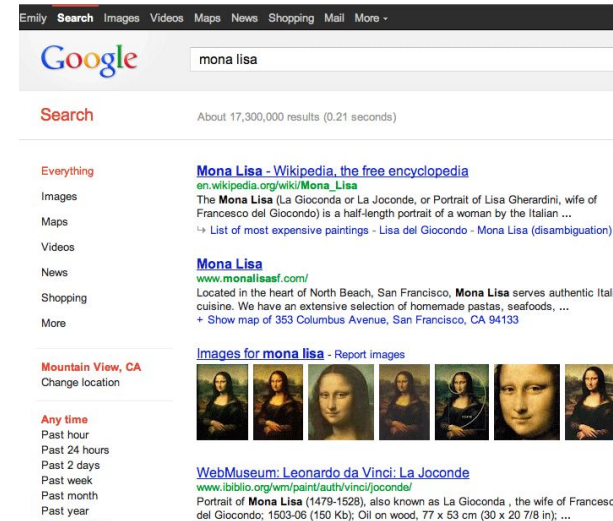 Emily Search Images Videos Maps News Shopping Mail More
Google
mona lisa
Search
About 17,300,000 results (0.21 seconds)
Everything
Images
Maps
Videos
News
Shopping
More
Mountain View, CA
Change location
Any time
Past hour
Past 24 hours
Past 2 days
Past week
Past month
Past year
Mona Lisa - Wikipedia, the free encyclopedia
en.wikipedia.org/wiki/Mona_Lisa
The Mona Lisa (La Gioconda or La Joconde, or Portrait of Lisa Gherardini, wife of
Francesco del Giocondo) is a half-length portrait of a woman by the Italian ...
List of most expensive paintings - Lisa del Giocondo - Mona Lisa (disambiguation)
Mona Lisa
www.monalisasf.com/
Located in the heart of North Beach, San Francisco, Mona Lisa serves authentic Ital
cuisine. We have an extensive selection of homemade pastas, seafoods, ...
+ Show map of 353 Columbus Avenue, San Francisco, CA 94133
Images for mona lisa - Report images
WebMuseum: Leonardo da Vinci: La Joconde
www.ibiblio.org/wm/paint/auth/vinci/joconde/
Portrait of Mona Lisa (1479-1528), also known as La Gioconda , the wife of Francesc
del Giocondo; 1503-06 (150 Kb); Oil on wood, 77 x 53 cm (30 x 20 7/8 in); ...